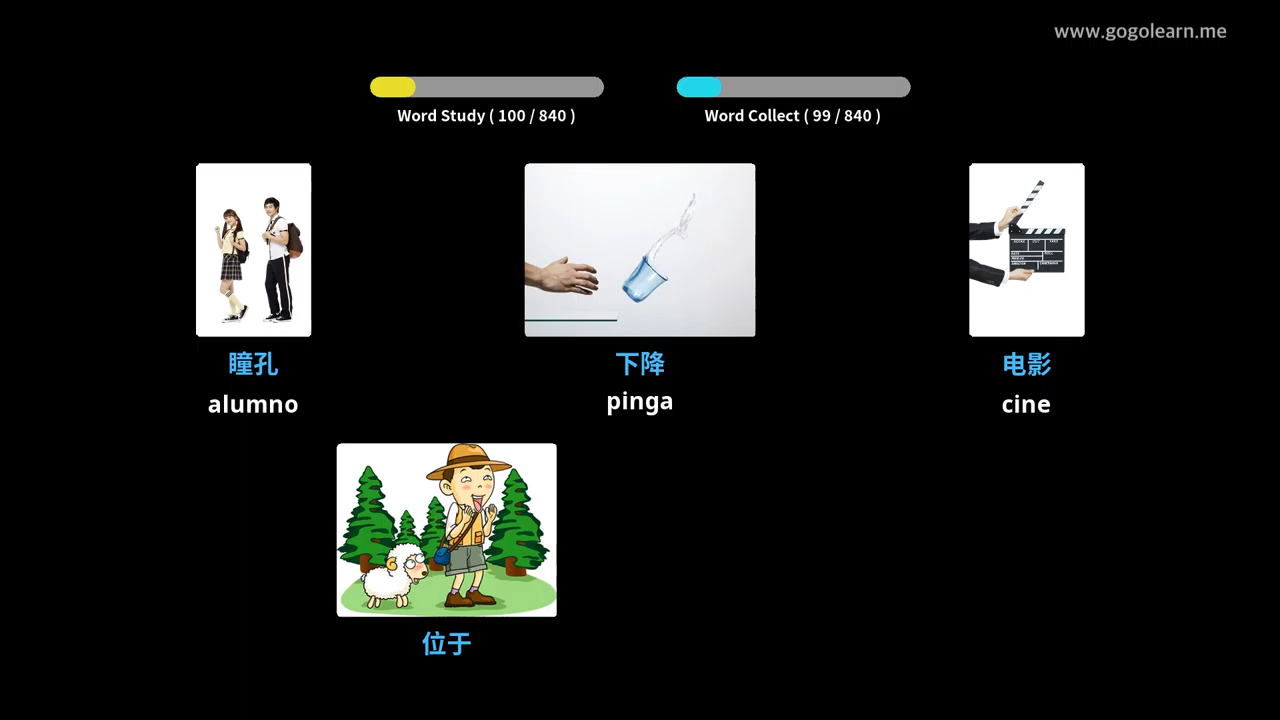 www.gogolearn.me
Word Study ( 100 / 840 )
Word Collect ( 99 / 840 )
瞳孔
下降
电影
alumno
pinga
cine
位于